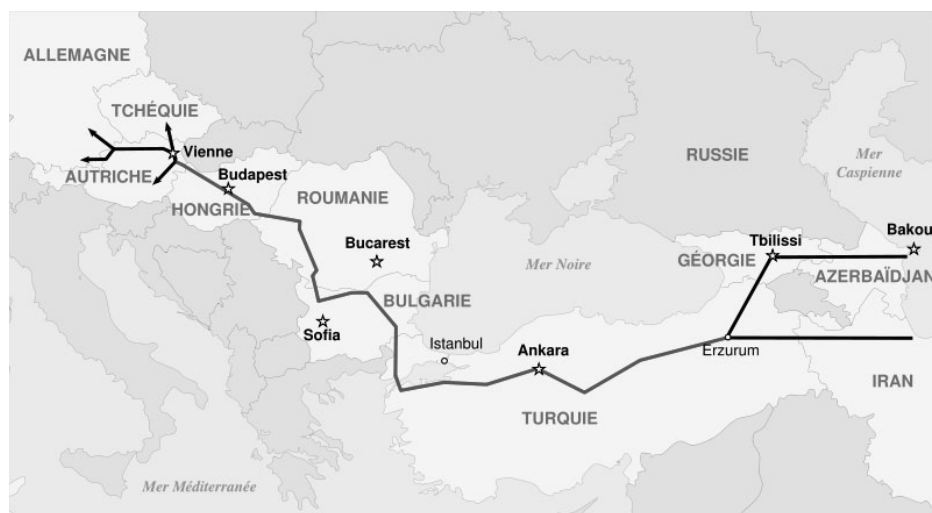 ALLEMAGNE
TCHÉQUIE
Vienne
AUTRICHE
Budapest
HONGRIE
ROUMANIE
Bucarest
BULGARIE
Sofia
Istanbul
Ankara
TURQUIE
Mer Noire
Mer Méditerranée
RUSSIE
Mer
Caspienne
Tbilissi
Bakou
GÉORGIE
AZERBAÏDJAN
Erzurum
IRAN